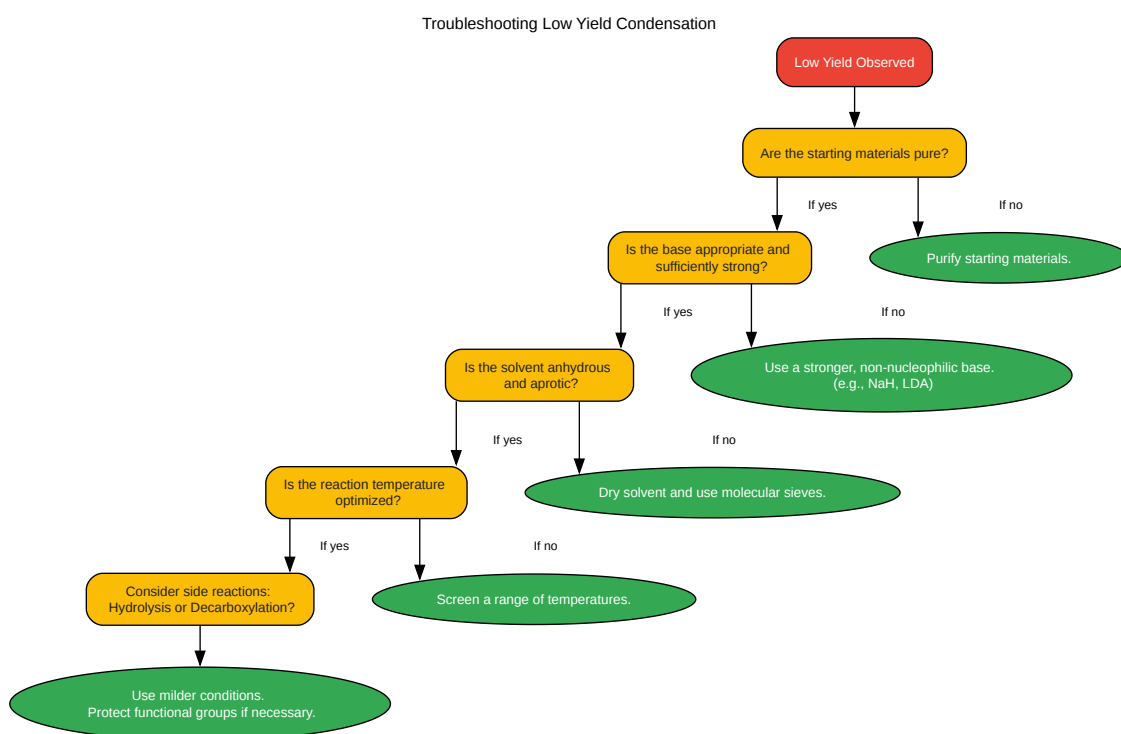 Troubleshooting Low Yield Condensation
Low Yield Observed
Are the starting materials pure?
If yes
If no
Is the base appropriate and
sufficiently strong?
Purify starting materials.
If yes
If no
Is the solvent anhydrous
and aprotic?
Use a stronger, non-nucleophilic base.
(e.g., NaH, LDA)
If yes
If no
Is the reaction temperature
optimized?
Dry solvent and use molecular sieves.
If yes
If no
Consider side reactions:
Hydrolysis or Decarboxylation?
Screen a range of temperatures.
Use milder conditions.
Protect functional groups if necessary.